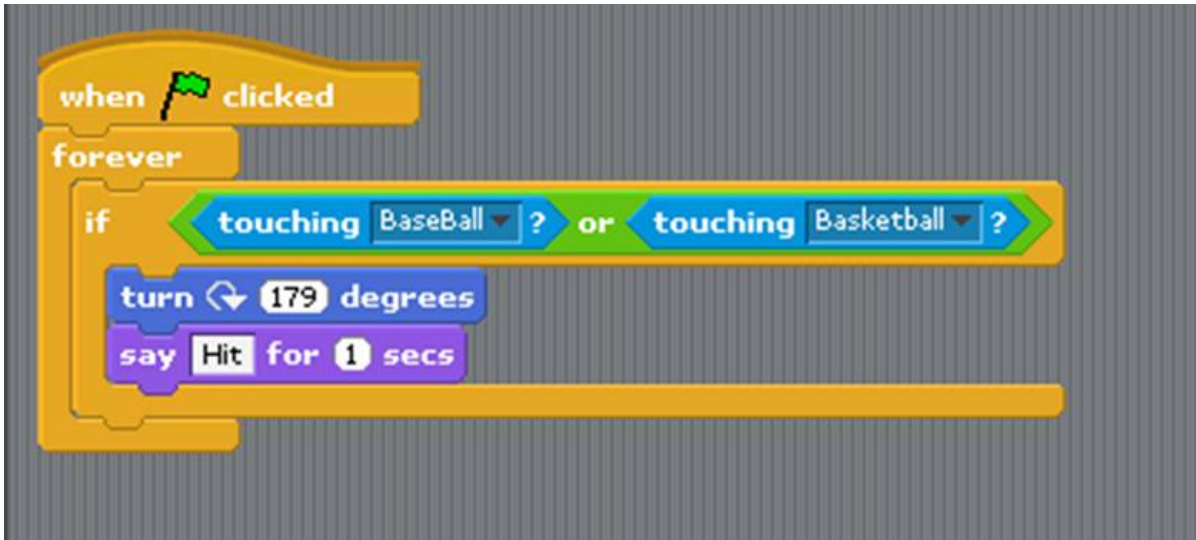 when clicked
forever
if touching BaseBall ? or touching Basketball ?
turn 179 degrees
say Hit for 1 secs